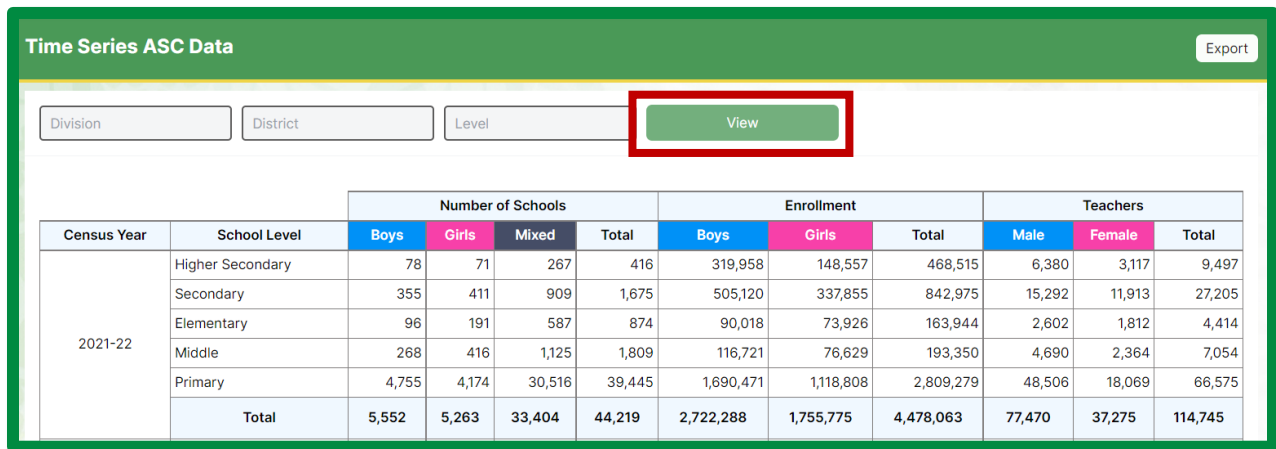 Time Series ASC Data Export
Division District Level View
Number of Schools Enrollment Teachers
Census Year School Level Boys Girls Mixed Total Boys Girls Total Male Female Total
Higher Secondary 78 71 267 416 319,958 148,557 468,515 6,380 3,117 9,497
Secondary 355 411 909 1,675 505,120 337,855 842,975 15,292 11,913 27,205
Elementary 96 191 587 874 90,018 73,926 163,944 2,602 1,812 4,414
2021-22 Middle 268 416 1,125 1,809 116,721 76,629 193,350 4,690 2,364 7,054
Primary 4,755 4,174 30,516 39,445 1,690,471 1,118,808 2,809,279 48,506 18,069 66,575
Total 5,552 5,263 33,404 44,219 2,722,288 1,755,775 4,478,063 77,470 37,275 114,745